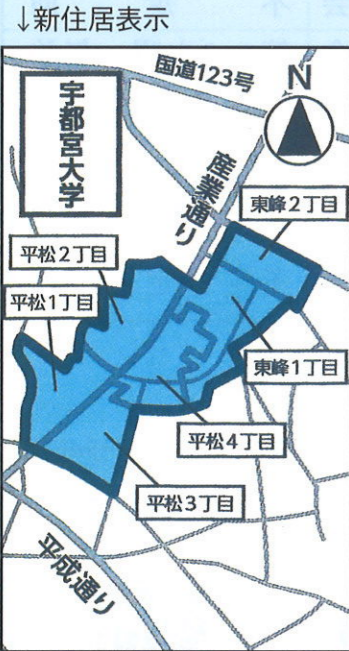 ↓新住居表示
国道123号
N
宇都宮大学
産業通り
東峰2丁目
平松2丁目
平松1丁目
東峰1丁目
平松4丁目
平松3丁目
平成通り